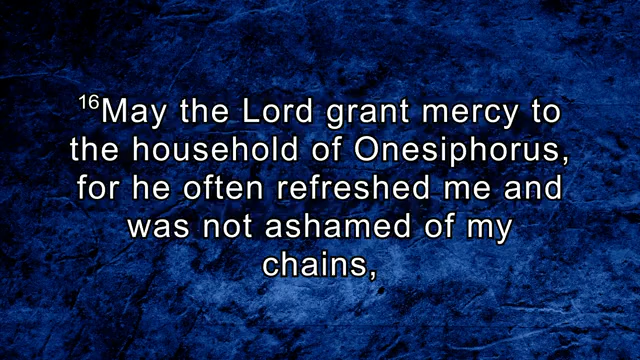 16May the Lord grant mercy to
the household of Onesiphorus,
for he often refreshed me and
was not ashamed of my
chains,